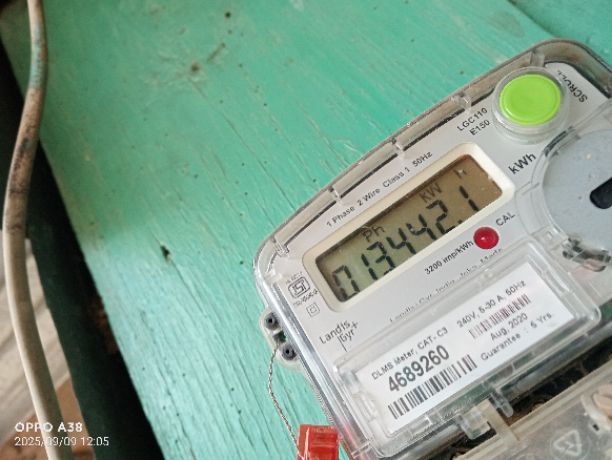 SCROLL
LGC110
E150
kWh
1 Phase 2 Wire Class 1 50Hz
kW H
Ph
013442.1
CAL
3200 imp/kWh
Landis+
Gyr
DLMS Meter, CAT- C3 240V, 5-30 A, 50Hz
4689260
Aug, 2020
Guarantee : 5 Yrs.
OPPO A38
2025/09/09 12:05